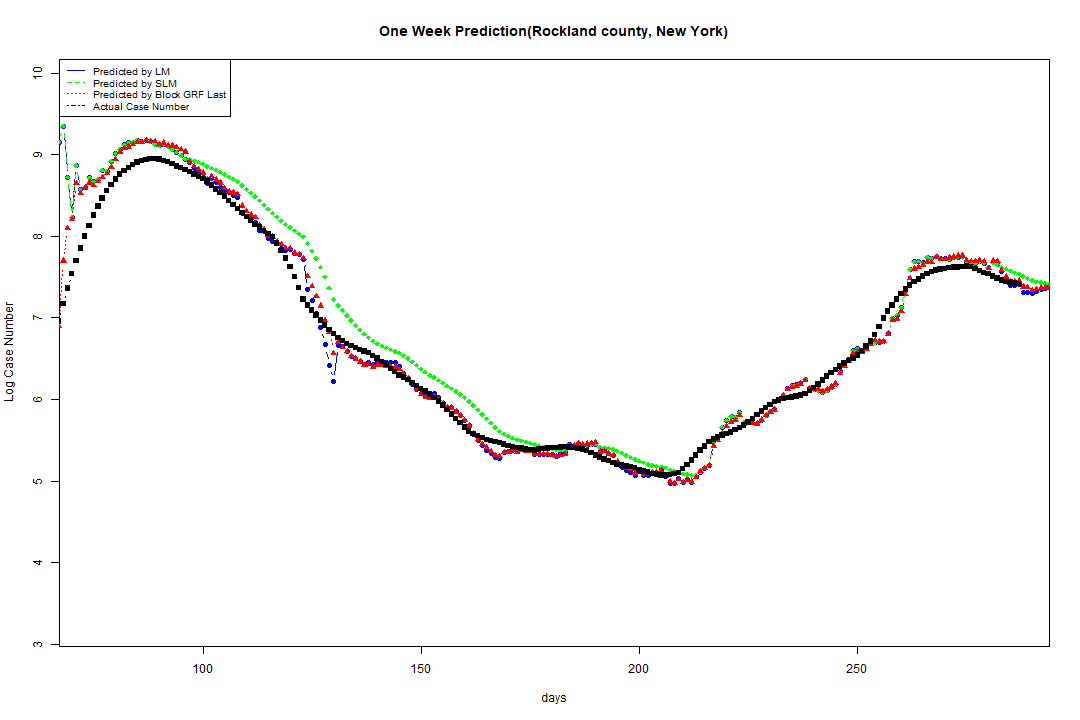 One Week Prediction(Rockland county, New York)
Predicted by LM
Predicted by SLM
Predicted by Block GRF Last
Actual Case Number
Log Case Number
10
9
8
7
6
5
4
3
100 150 200 250
days